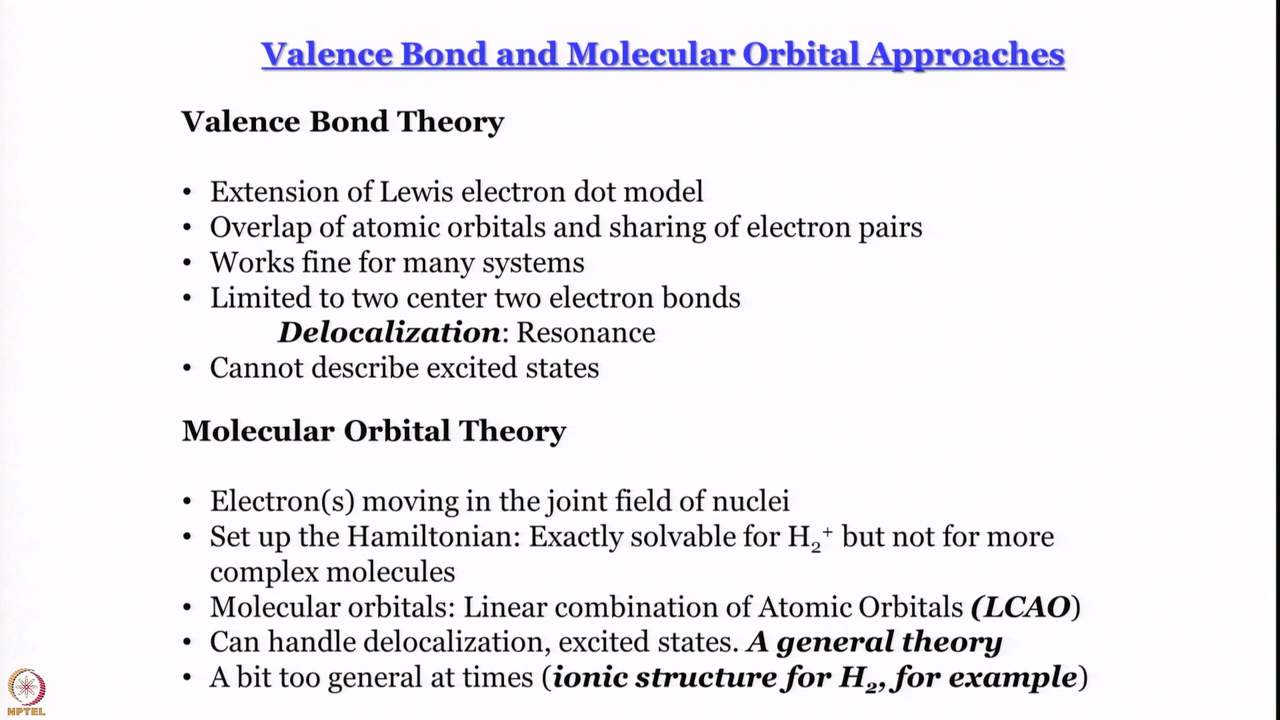 Valence Bond and Molecular Orbital Approaches
Valence Bond Theory
• Extension of Lewis electron dot model
• Overlap of atomic orbitals and sharing of electron pairs
• Works fine for many systems
• Limited to two center two electron bonds
Delocalization: Resonance
• Cannot describe excited states
Molecular Orbital Theory
• Electron(s) moving in the joint field of nuclei
• Set up the Hamiltonian: Exactly solvable for H₂⁺ but not for more
complex molecules
• Molecular orbitals: Linear combination of Atomic Orbitals (LCAO)
• Can handle delocalization, excited states. A general theory
• A bit too general at times (ionic structure for H₂, for example)
NPTEL